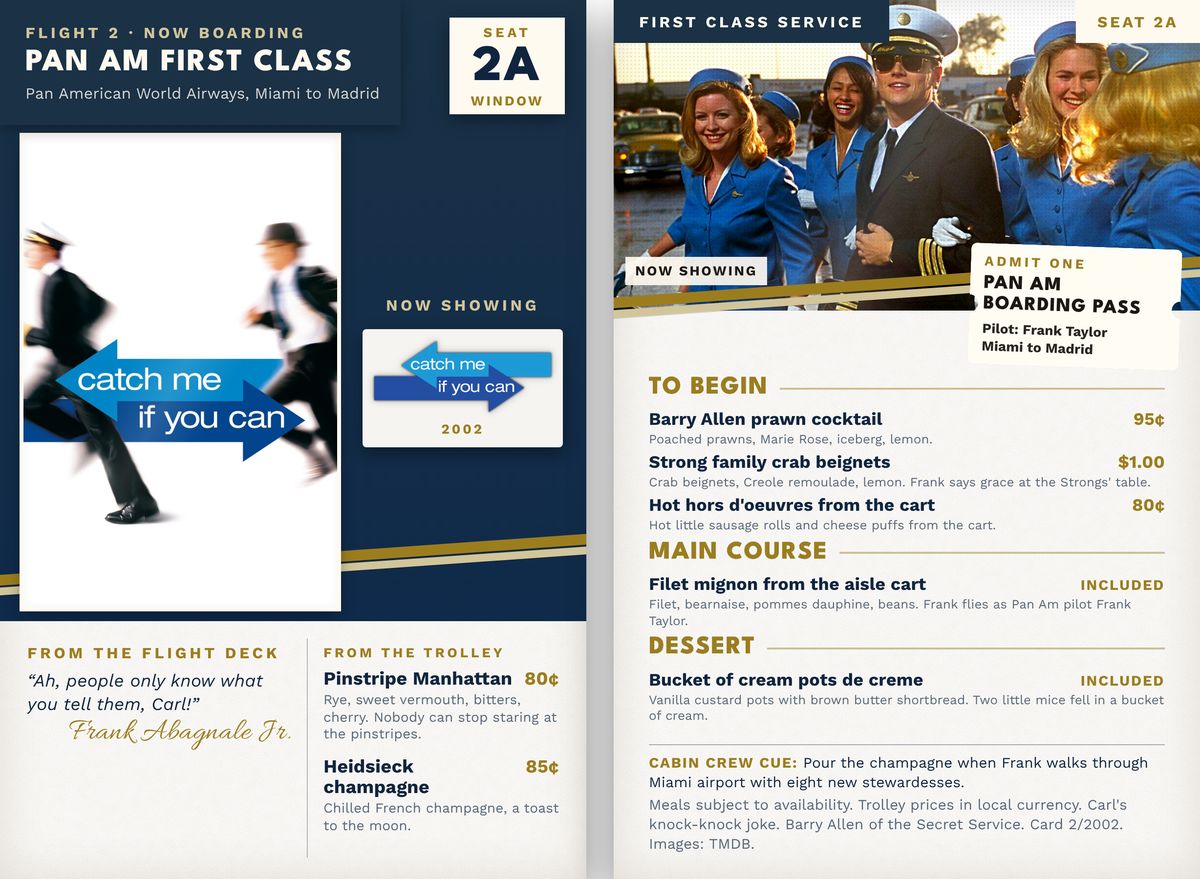 FLIGHT 2 · NOW BOARDING
PAN AM FIRST CLASS
Pan American World Airways, Miami to Madrid
SEAT
2A
WINDOW
catch me
if you can
NOW SHOWING
catch me
if you can
2002
FROM THE FLIGHT DECK
“Ah, people only know what
you tell them, Carl!”
Frank Abagnale Jr.
FROM THE TROLLEY
Pinstripe Manhattan 80¢
Rye, sweet vermouth, bitters,
cherry. Nobody can stop staring at
the pinstripes.
Heidsieck 85¢
champagne
Chilled French champagne, a toast
to the moon.
FIRST CLASS SERVICE
SEAT 2A
NOW SHOWING
ADMIT ONE
PAN AM
BOARDING PASS
Pilot: Frank Taylor
Miami to Madrid
TO BEGIN
Barry Allen prawn cocktail 95¢
Poached prawns, Marie Rose, iceberg, lemon.
Strong family crab beignets $1.00
Crab beignets, Creole remoulade, lemon. Frank says grace at the Strongs' table.
Hot hors d'oeuvres from the cart 80¢
Hot little sausage rolls and cheese puffs from the cart.
MAIN COURSE
Filet mignon from the aisle cart INCLUDED
Filet, bearnaise, pommes dauphine, beans. Frank flies as Pan Am pilot Frank
Taylor.
DESSERT
Bucket of cream pots de creme INCLUDED
Vanilla custard pots with brown butter shortbread. Two little mice fell in a bucket
of cream.
CABIN CREW CUE: Pour the champagne when Frank walks through
Miami airport with eight new stewardesses.
Meals subject to availability. Trolley prices in local currency. Carl's
knock-knock joke. Barry Allen of the Secret Service. Card 2/2002.
Images: TMDB.